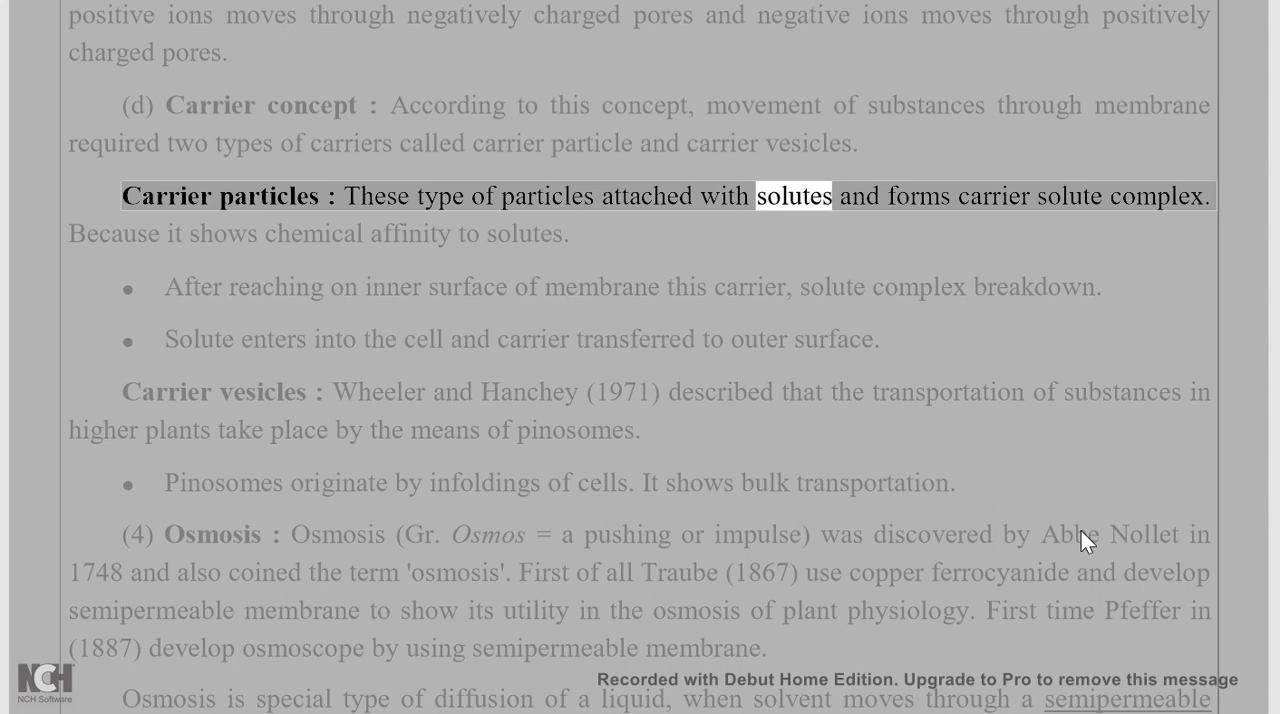 positive ions moves through negatively charged pores and negative ions moves through positively
charged pores.
(d) Carrier concept : According to this concept, movement of substances through membrane
required two types of carriers called carrier particle and carrier vesicles.
Carrier particles : These type of particles attached with solutes and forms carrier solute complex.
Because it shows chemical affinity to solutes.
• After reaching on inner surface of membrane this carrier, solute complex breakdown.
• Solute enters into the cell and carrier transferred to outer surface.
Carrier vesicles : Wheeler and Hanchey (1971) described that the transportation of substances in
higher plants take place by the means of pinosomes.
• Pinosomes originate by infoldings of cells. It shows bulk transportation.
(4) Osmosis : Osmosis (Gr. Osmos = a pushing or impulse) was discovered by Abbe Nollet in
1748 and also coined the term 'osmosis'. First of all Traube (1867) use copper ferrocyanide and develop
semipermeable membrane to show its utility in the osmosis of plant physiology. First time Pfeffer in
(1887) develop osmoscope by using semipermeable membrane.
Osmosis is special type of diffusion of a liquid, when solvent moves through a semipermeable
NCH
NCH Software
Recorded with Debut Home Edition. Upgrade to Pro to remove this message